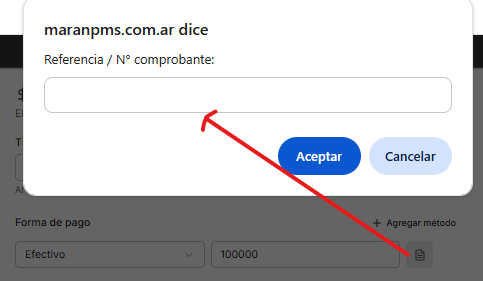 maranpms.com.ar dice
Referencia / N° comprobante:
Aceptar
Cancelar
Forma de pago
+ Agregar método
Efectivo
100000